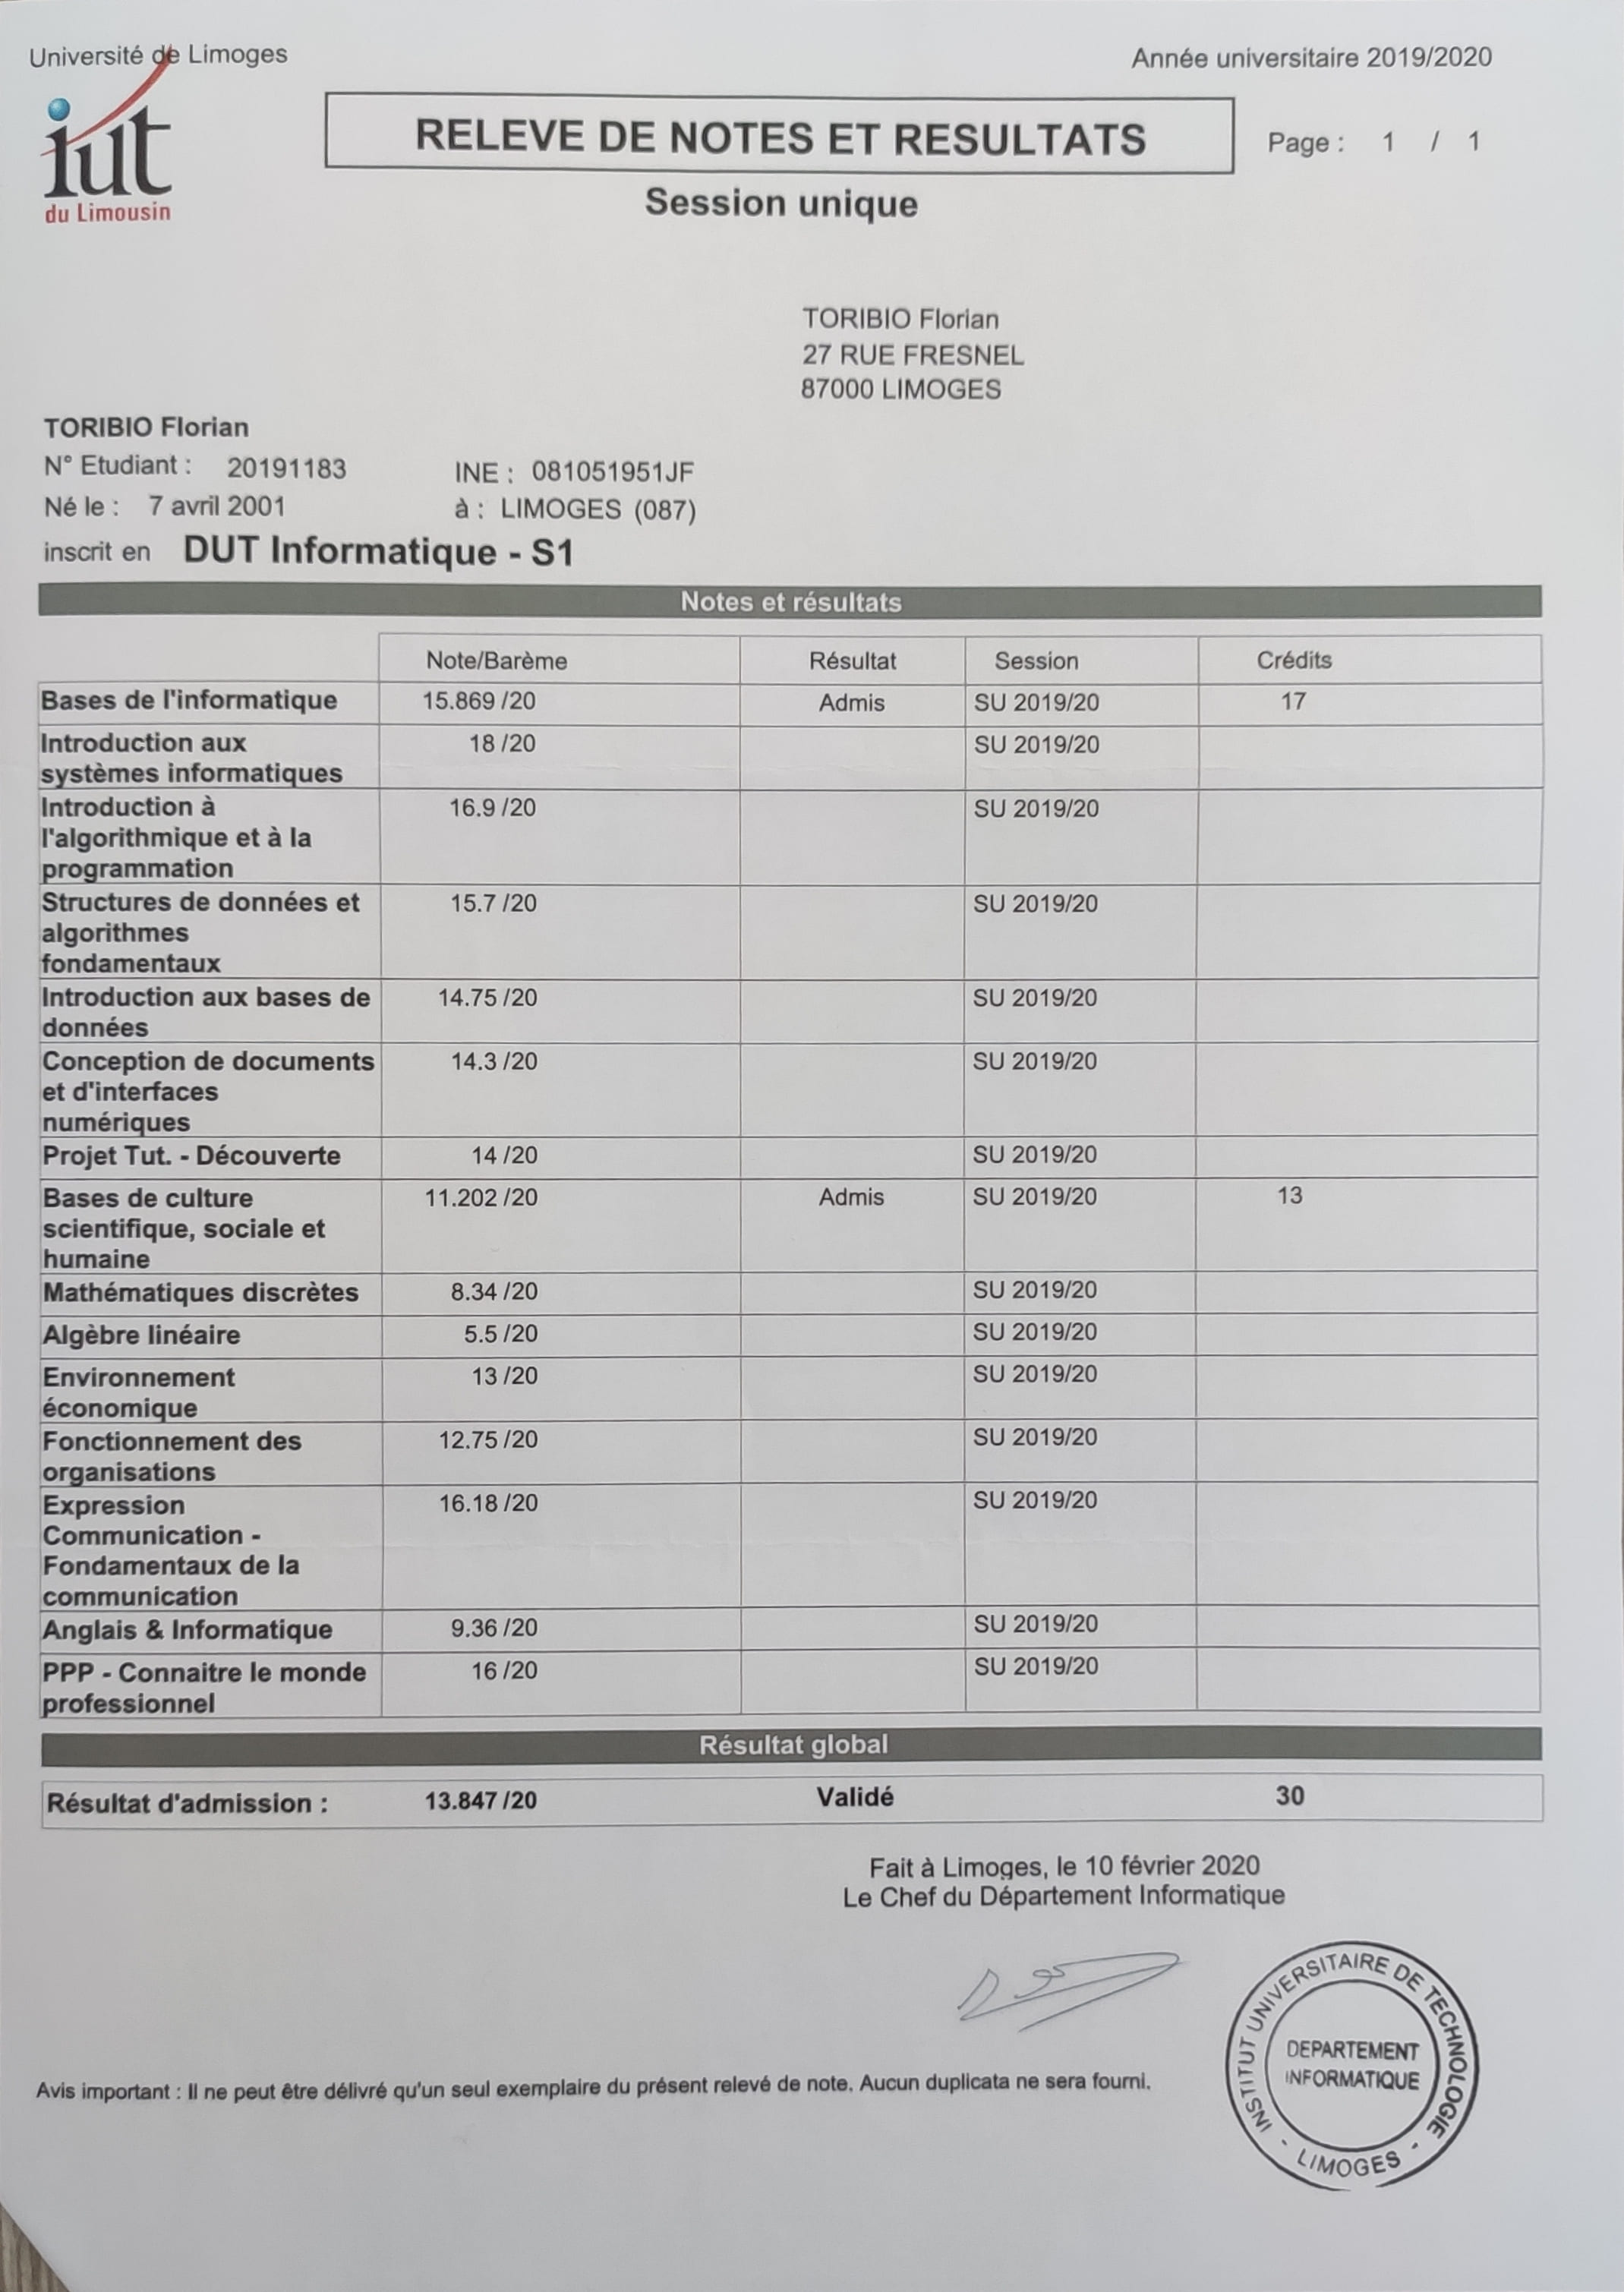 Université de Limoges
Année universitaire 2019/2020
iut
du Limousin
RELEVE DE NOTES ET RESULTATS
Page : 1 / 1
Session unique
TORIBIO Florian
27 RUE FRESNEL
87000 LIMOGES
TORIBIO Florian
N° Etudiant : 20191183 INE : 081051951JF
Né le : 7 avril 2001 à : LIMOGES (087)
inscrit en DUT Informatique - S1
Notes et résultats
Note/Barème Résultat Session Crédits
Bases de l'informatique 15.869 /20 Admis SU 2019/20 17
Introduction aux 18 /20 SU 2019/20
systèmes informatiques
Introduction à 16.9 /20 SU 2019/20
l'algorithmique et à la
programmation
Structures de données et 15.7 /20 SU 2019/20
algorithmes
fondamentaux
Introduction aux bases de 14.75 /20 SU 2019/20
données
Conception de documents 14.3 /20 SU 2019/20
et d'interfaces
numériques
Projet Tut. - Découverte 14 /20 SU 2019/20
Bases de culture 11.202 /20 Admis SU 2019/20 13
scientifique, sociale et
humaine
Mathématiques discrètes 8.34 /20 SU 2019/20
Algèbre linéaire 5.5 /20 SU 2019/20
Environnement 13 /20 SU 2019/20
économique
Fonctionnement des 12.75 /20 SU 2019/20
organisations
Expression 16.18 /20 SU 2019/20
Communication -
Fondamentaux de la
communication
Anglais & Informatique 9.36 /20 SU 2019/20
PPP - Connaitre le monde 16 /20 SU 2019/20
professionnel
Résultat global
Résultat d'admission : 13.847 /20 Validé 30
Fait à Limoges, le 10 février 2020
Le Chef du Département Informatique
INSTITUT UNIVERSITAIRE DE TECHNOLOGIE - LIMOGES -
DEPARTEMENT
INFORMATIQUE
Avis important : Il ne peut être délivré qu'un seul exemplaire du présent relevé de note. Aucun duplicata ne sera fourni.